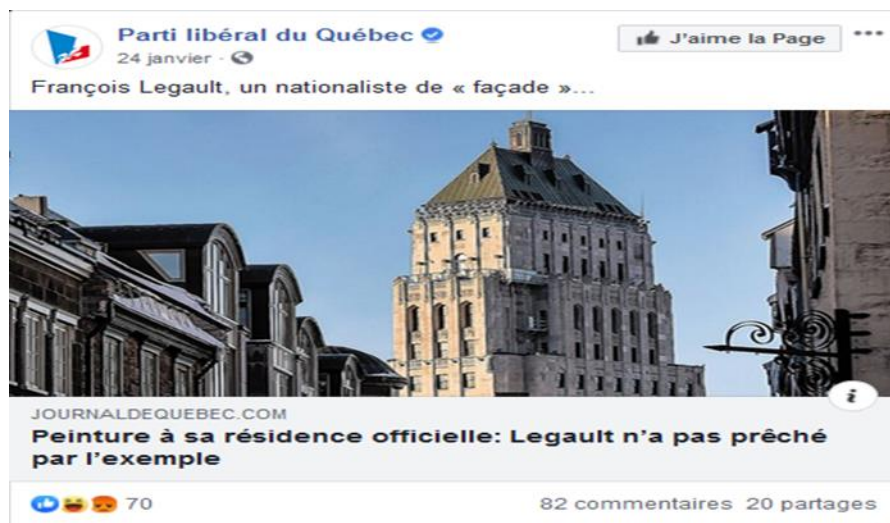 Parti libéral du Québec
J'aime la Page
24 janvier
François Legault, un nationaliste de « façade »...
JOURNALDEQUEBEC.COM
Peinture à sa résidence officielle: Legault n'a pas prêché
par l'exemple
70
82 commentaires 20 partages